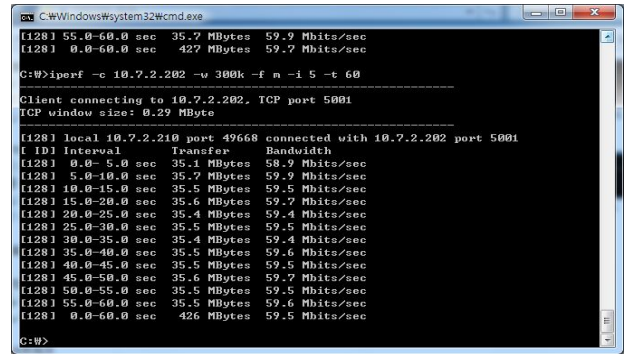 C:₩Windows₩system32₩cmd.exe
[128] 55.0-60.0 sec  35.7 MBytes  59.9 Mbits/sec
[128]  0.0-60.0 sec   427 MBytes  59.7 Mbits/sec
C:₩>iperf -c 10.7.2.202 -w 300k -f m -i 5 -t 60
------------------------------------------------------------
Client connecting to 10.7.2.202, TCP port 5001
TCP window size: 0.29 MByte
------------------------------------------------------------
[128] local 10.7.2.210 port 49668 connected with 10.7.2.202 port 5001
[ ID] Interval       Transfer     Bandwidth
[128]  0.0- 5.0 sec  35.1 MBytes  58.9 Mbits/sec
[128]  5.0-10.0 sec  35.7 MBytes  59.9 Mbits/sec
[128] 10.0-15.0 sec  35.5 MBytes  59.5 Mbits/sec
[128] 15.0-20.0 sec  35.6 MBytes  59.7 Mbits/sec
[128] 20.0-25.0 sec  35.4 MBytes  59.4 Mbits/sec
[128] 25.0-30.0 sec  35.5 MBytes  59.5 Mbits/sec
[128] 30.0-35.0 sec  35.4 MBytes  59.4 Mbits/sec
[128] 35.0-40.0 sec  35.5 MBytes  59.6 Mbits/sec
[128] 40.0-45.0 sec  35.5 MBytes  59.5 Mbits/sec
[128] 45.0-50.0 sec  35.6 MBytes  59.7 Mbits/sec
[128] 50.0-55.0 sec  35.5 MBytes  59.5 Mbits/sec
[128] 55.0-60.0 sec  35.5 MBytes  59.6 Mbits/sec
[128]  0.0-60.0 sec   426 MBytes  59.5 Mbits/sec
C:₩>